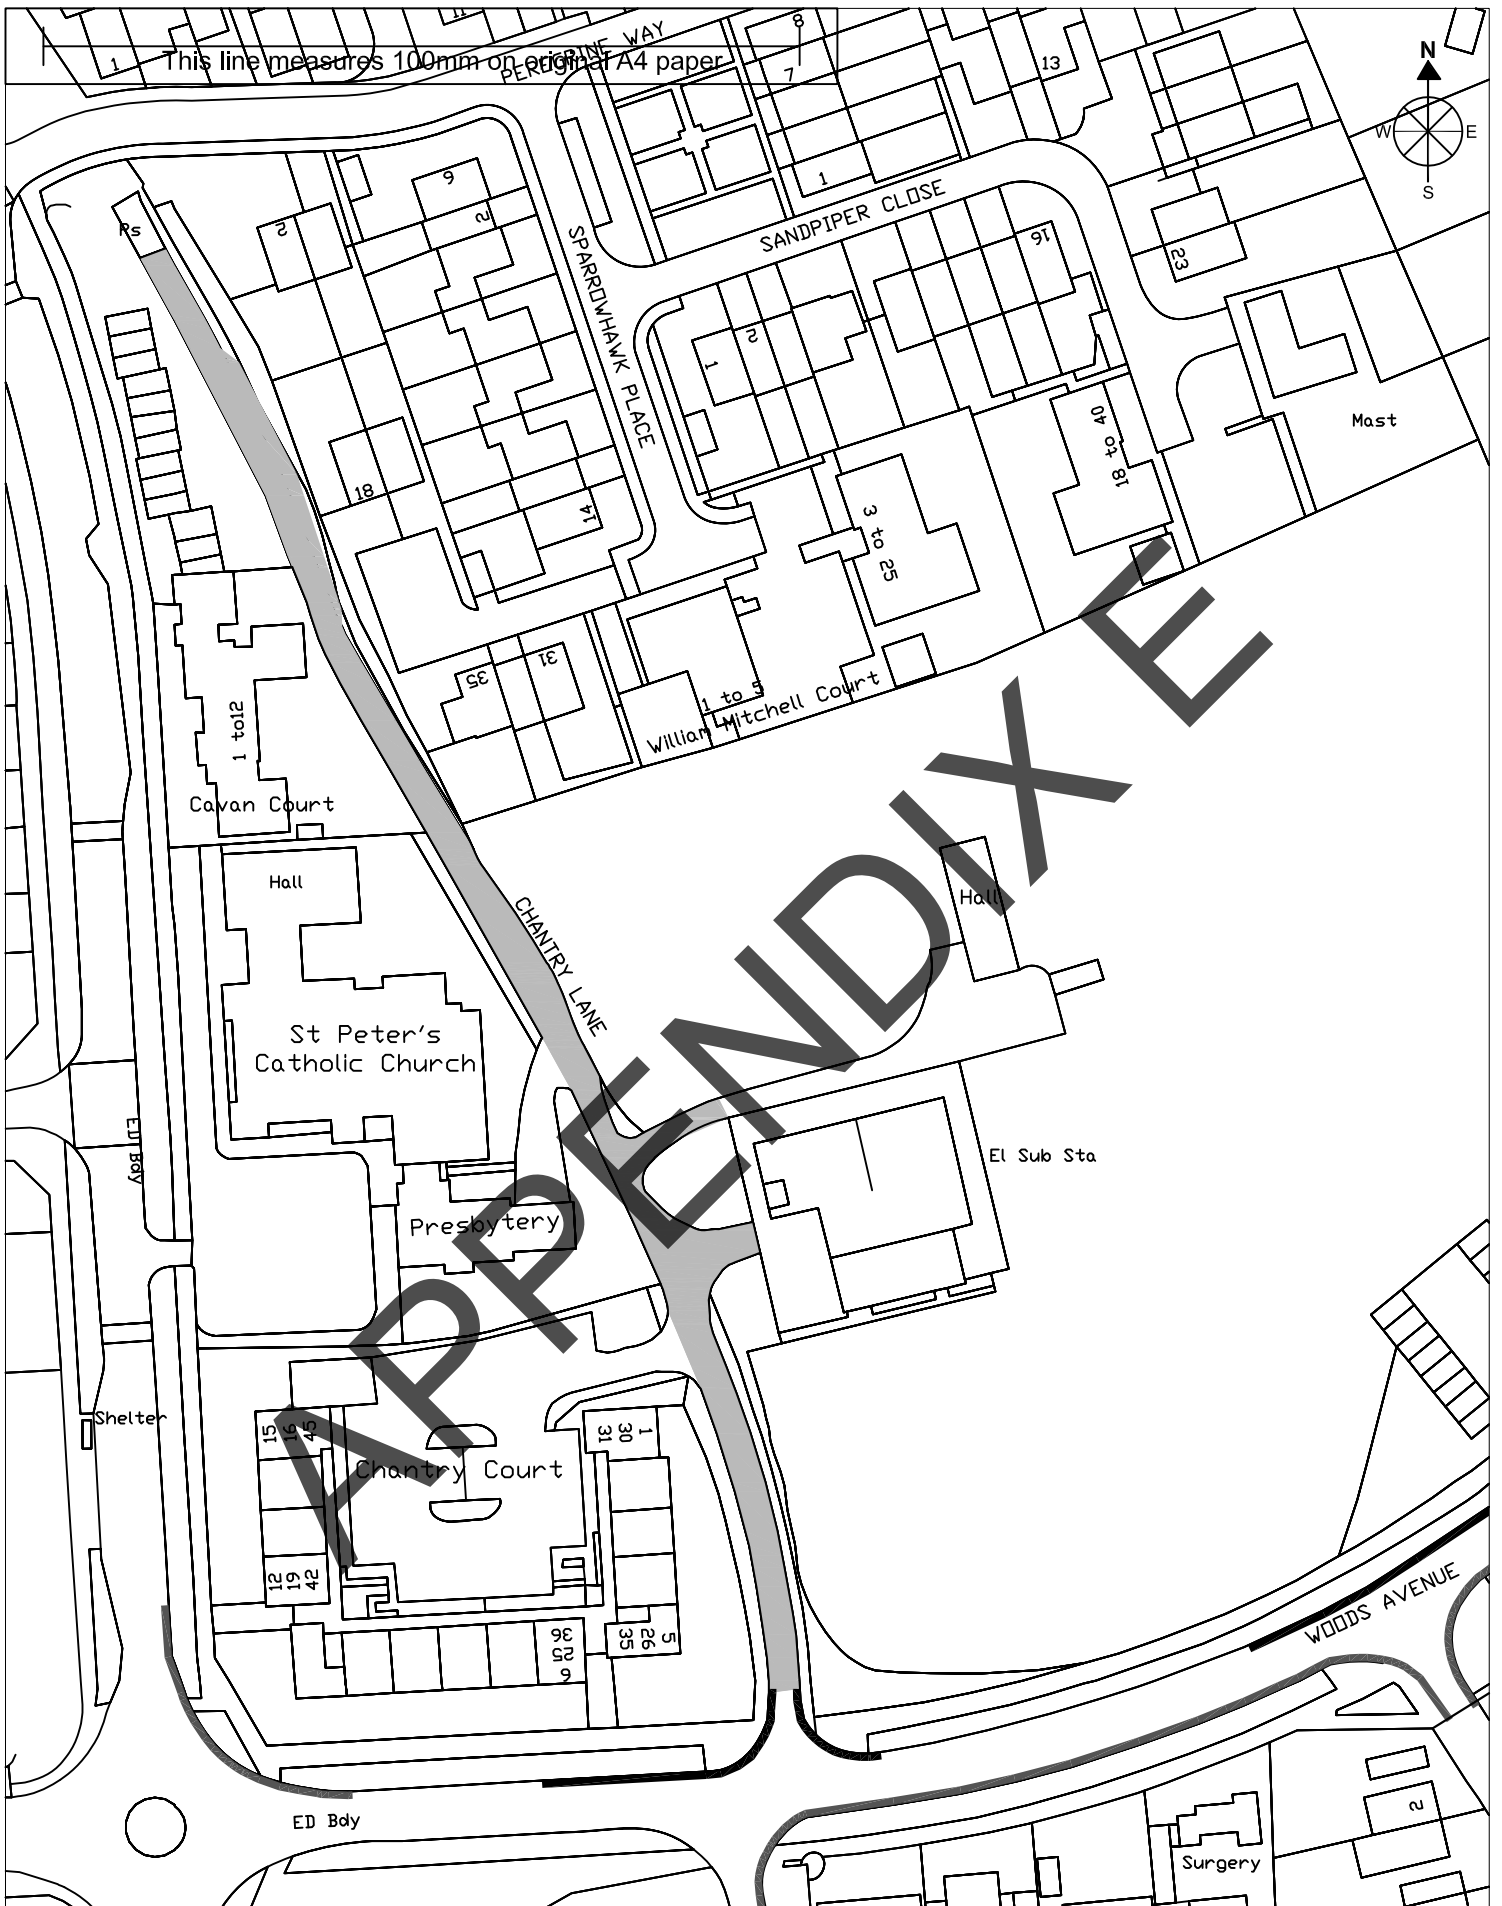 11
8
PEREGRINE WAY
1
This line measures 100mm on original A4 paper
7
13
N
W
E
S
6
2
2
1
SANDPIPER CLOSE
Ps
16
23
SPARROWHAWK PLACE
1
2
Mast
40 to 18
18
14
3 to 25
35
31
1 to 5
William Mitchell Court
1 to12
Cavan Court
Hall
Hall
CHANTRY LANE
St Peter's
Catholic Church
ED Bdy
El Sub Sta
Presbytery
APPENDIX E
Shelter
15
16
45
31
30
1
Chantry Court
12
19
42
36
25
6
35
26
5
WOODS AVENUE
ED Bdy
2
Surgery